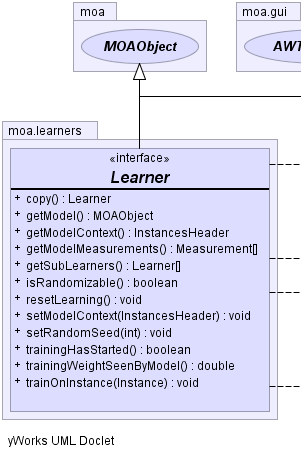 moa
moa.gui
MOAObject
AWT
moa.learners
«interface»
Learner
+ copy() : Learner
+ getModel() : MOAObject
+ getModelContext() : InstancesHeader
+ getModelMeasurements() : Measurement[]
+ getSubLearners() : Learner[]
+ isRandomizable() : boolean
+ resetLearning() : void
+ setModelContext(InstancesHeader) : void
+ setRandomSeed(int) : void
+ trainingHasStarted() : boolean
+ trainingWeightSeenByModel() : double
+ trainOnInstance(Instance) : void
yWorks UML Doclet